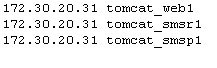 172.30.20.31 tomcat_web1
172.30.20.31 tomcat_smsr1
172.30.20.31 tomcat_smsp1